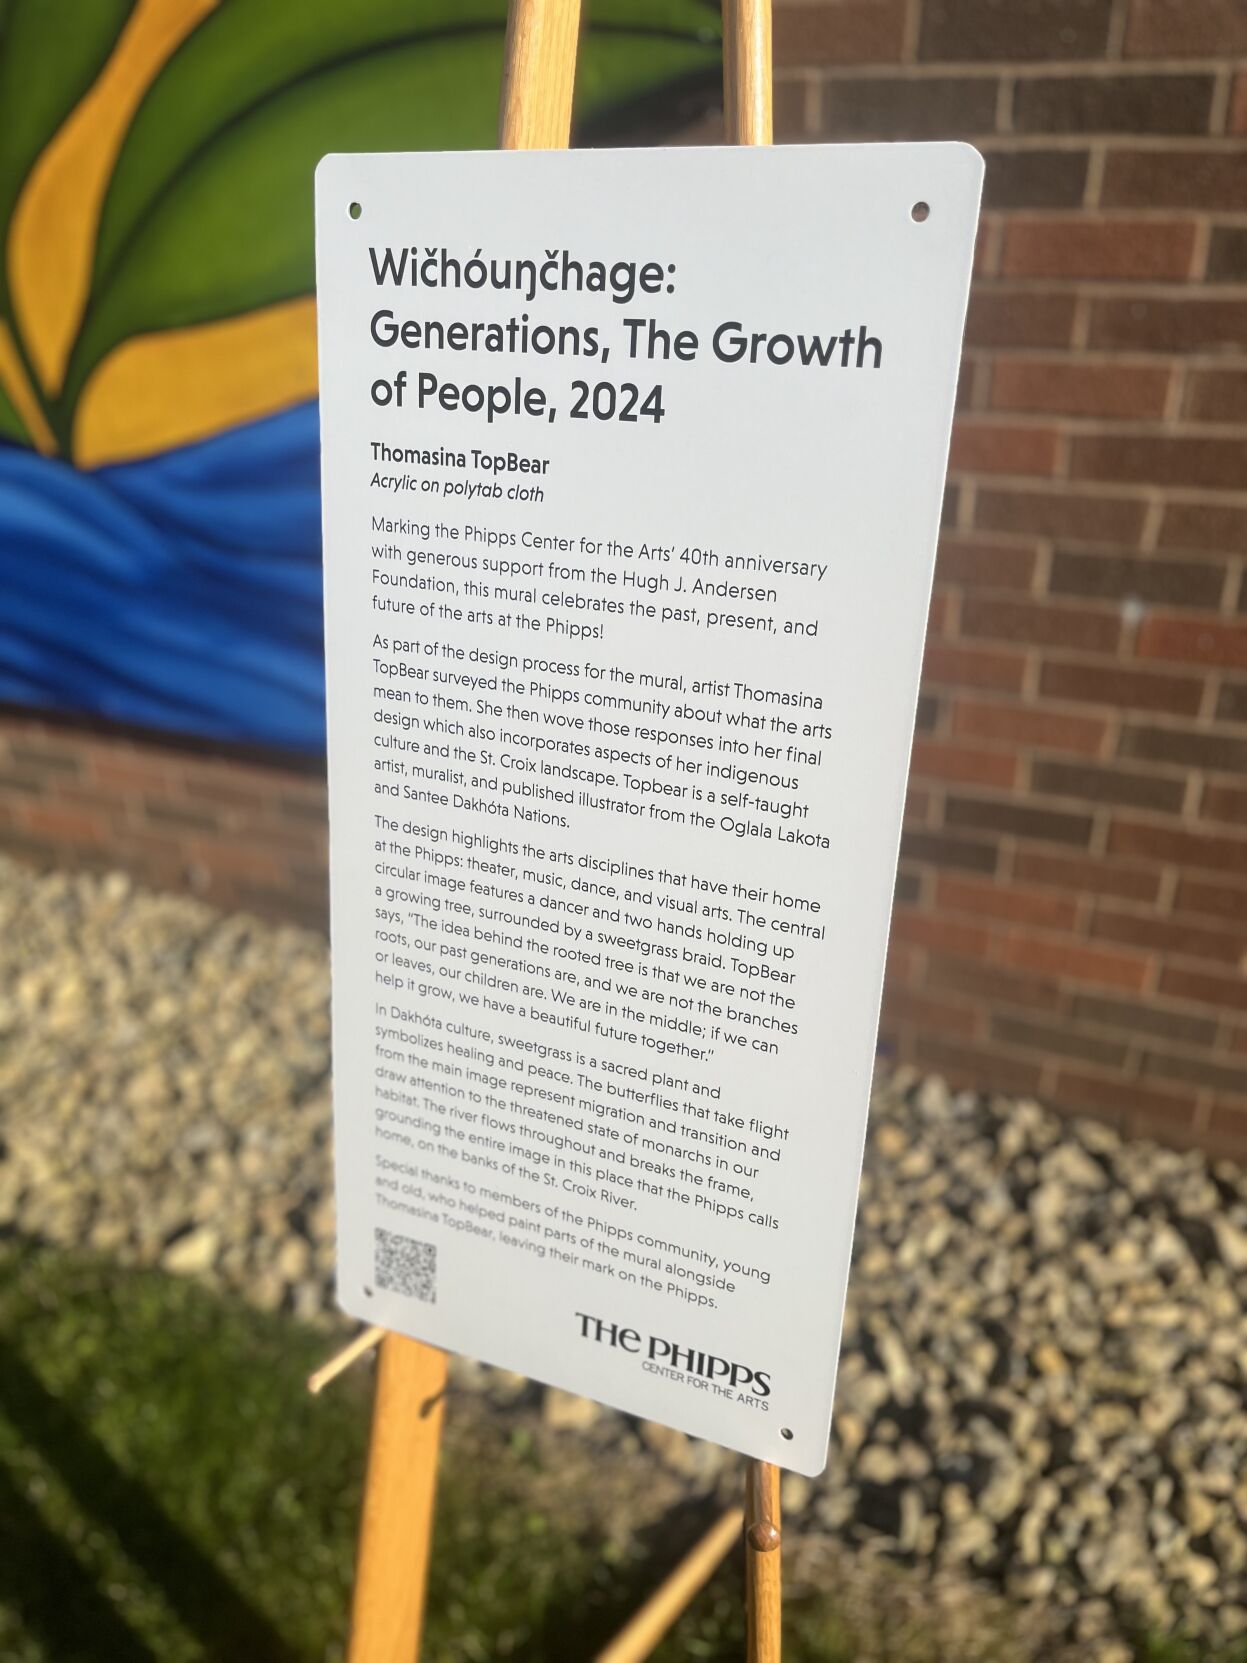 Wičhóuŋčhage:
Generations, The Growth
of People, 2024
Thomasina TopBear
Acrylic on polytab cloth
Marking the Phipps Center for the Arts' 40th anniversary
with generous support from the Hugh J. Andersen
Foundation, this mural celebrates the past, present, and
future of the arts at the Phipps!
As part of the design process for the mural, artist Thomasina
TopBear surveyed the Phipps community about what the arts
mean to them. She then wove those responses into her final
design which also incorporates aspects of her indigenous
culture and the St. Croix landscape. Topbear is a self-taught
artist, muralist, and published illustrator from the Oglala Lakota
and Santee Dakhóta Nations.
The design highlights the arts disciplines that have their home
at the Phipps: theater, music, dance, and visual arts. The central
circular image features a dancer and two hands holding up
a growing tree, surrounded by a sweetgrass braid. TopBear
says, "The idea behind the rooted tree is that we are not the
roots, our past generations are, and we are not the branches
or leaves, our children are. We are in the middle; if we can
help it grow, we have a beautiful future together."
In Dakhóta culture, sweetgrass is a sacred plant and
symbolizes healing and peace. The butterflies that take flight
from the main image represent migration and transition and
draw attention to the threatened state of monarchs in our
habitat. The river flows throughout and breaks the frame,
grounding the entire image in this place that the Phipps calls
home, on the banks of the St. Croix River.
Special thanks to members of the Phipps community, young
and old, who helped paint parts of the mural alongside
Thomasina TopBear, leaving their mark on the Phipps.
THE PHIPPS
CENTER FOR THE ARTS